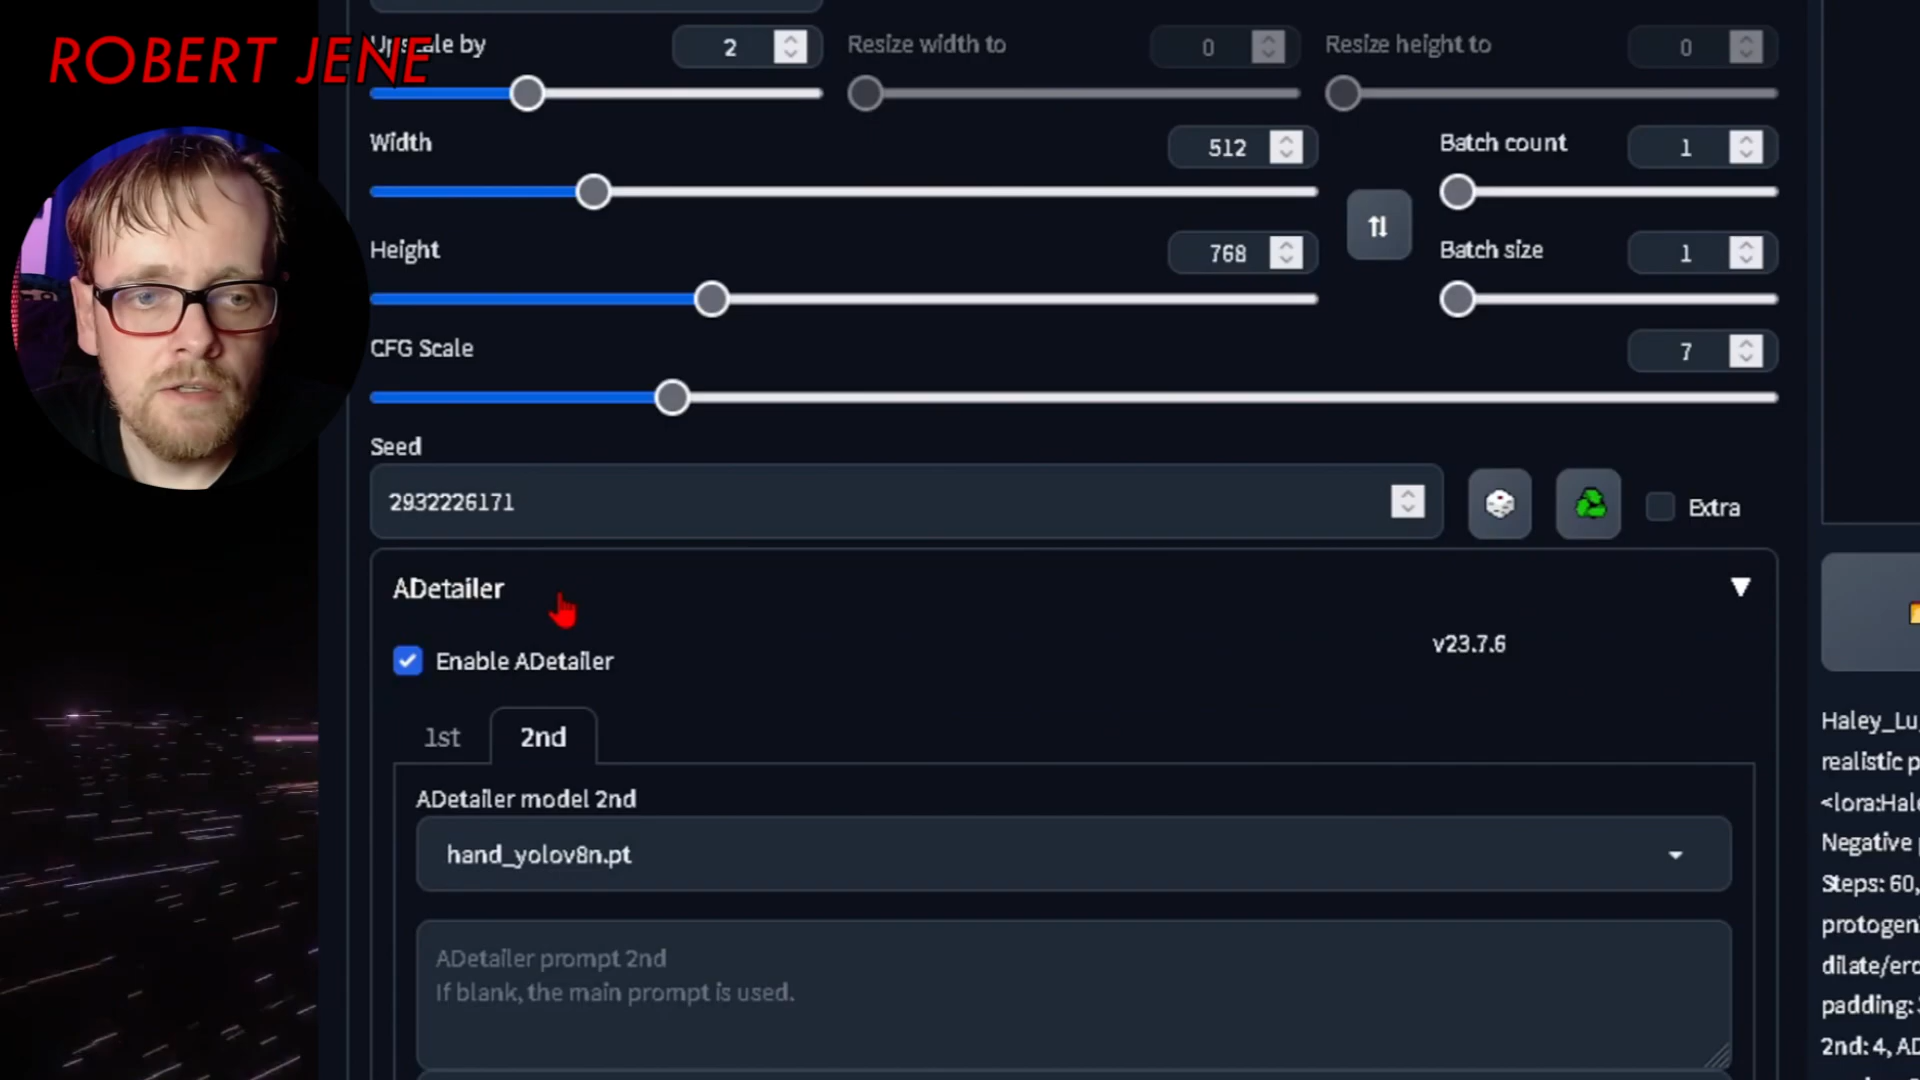 ROBERT JENE
Upscale by
2
Resize width to
0
Resize height to
0
Width
512
Batch count
1
Height
768
Batch size
1
CFG Scale
7
Seed
2932226171
Extra
ADetailer
Enable ADetailer
v23.7.6
1st
2nd
ADetailer model 2nd
hand_yolov8n.pt
ADetailer prompt 2nd
If blank, the main prompt is used.
Haley_Lu
realistic p
<lora:Hale
Negative
Steps: 60,
protogen
dilate/ero
padding:
2nd: 4, AD